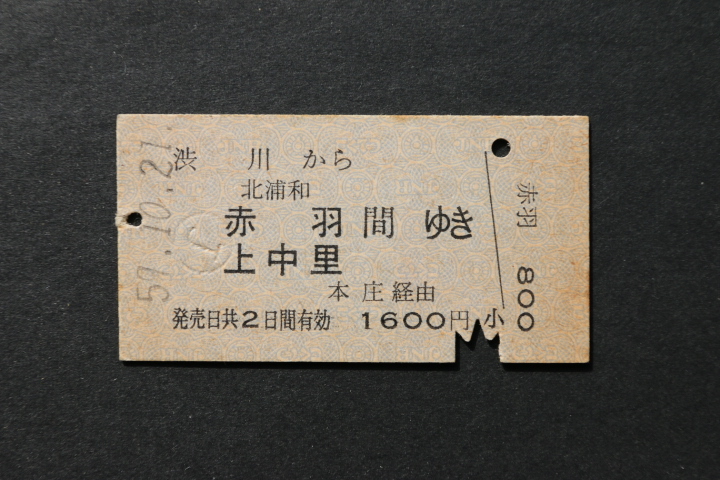 59.10.21
渋川から
北浦和
赤羽間ゆき
上中里
本庄経由
発売日共2日間有効 1600円
小
赤羽
800